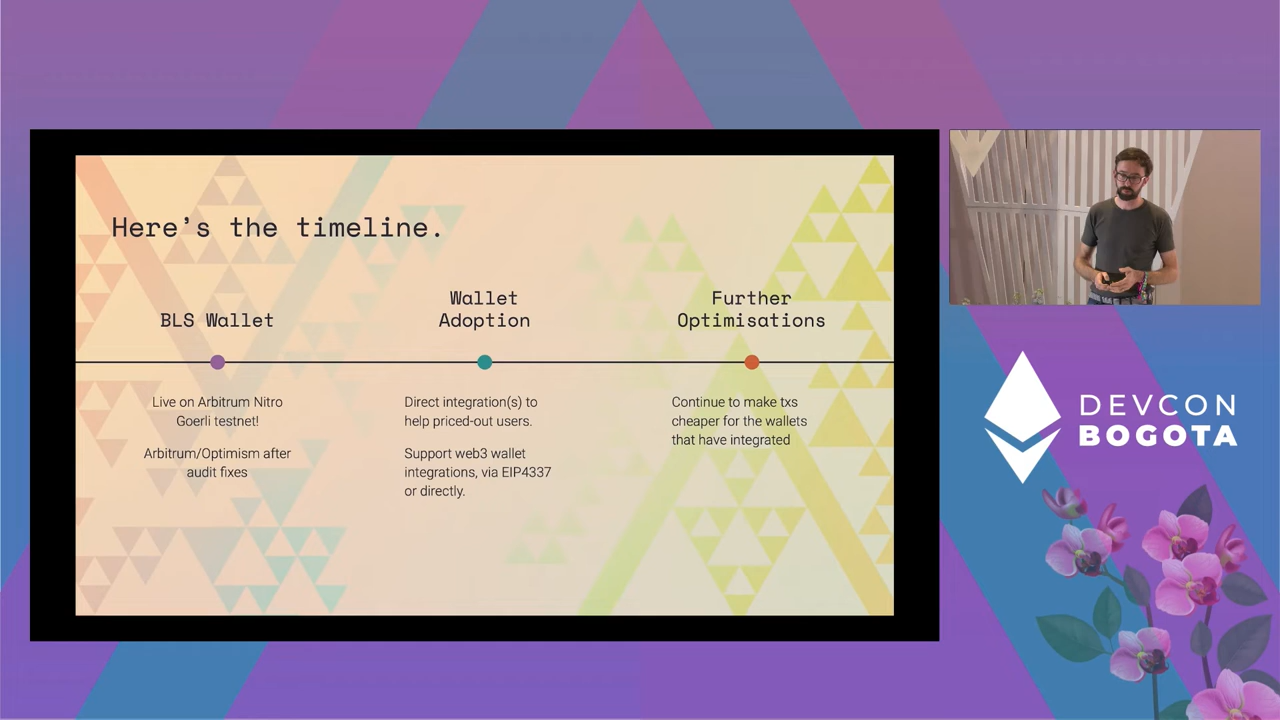 Here's the timeline.
BLS Wallet
Live on Arbitrum Nitro
Goerli testnet!
Arbitrum/Optimism after
audit fixes
Wallet
Adoption
Direct integration(s) to
help priced-out users.
Support web3 wallet
integrations, via EIP4337
or directly.
Further
Optimisations
Continue to make txs
cheaper for the wallets
that have integrated
DEVCON
BOGOTA